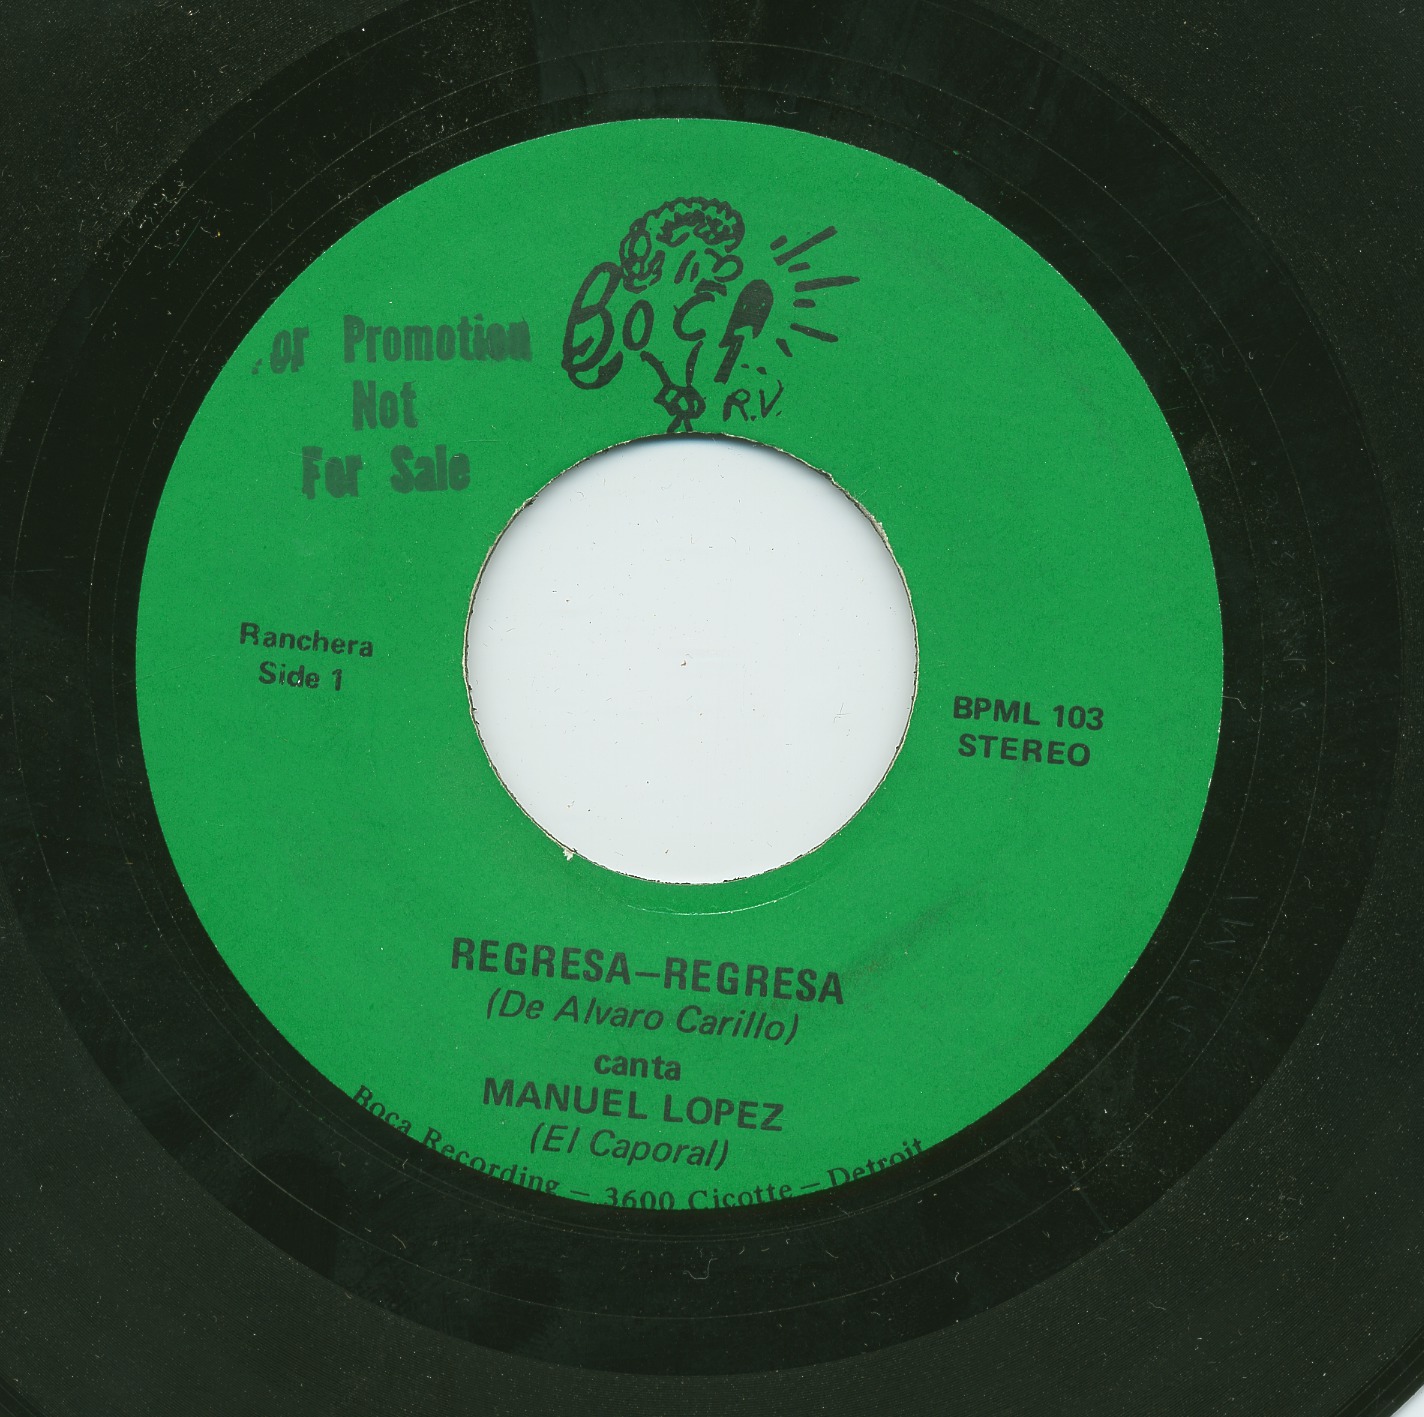 BOCA
R.V.
or Promotion
Not
For Sale
Ranchera
Side 1
BPML 103
STEREO
REGRESA—REGRESA
(De Alvaro Carillo)
canta
MANUEL LOPEZ
(El Caporal)
Boca Recording — 3600 Cicotte — Detroit